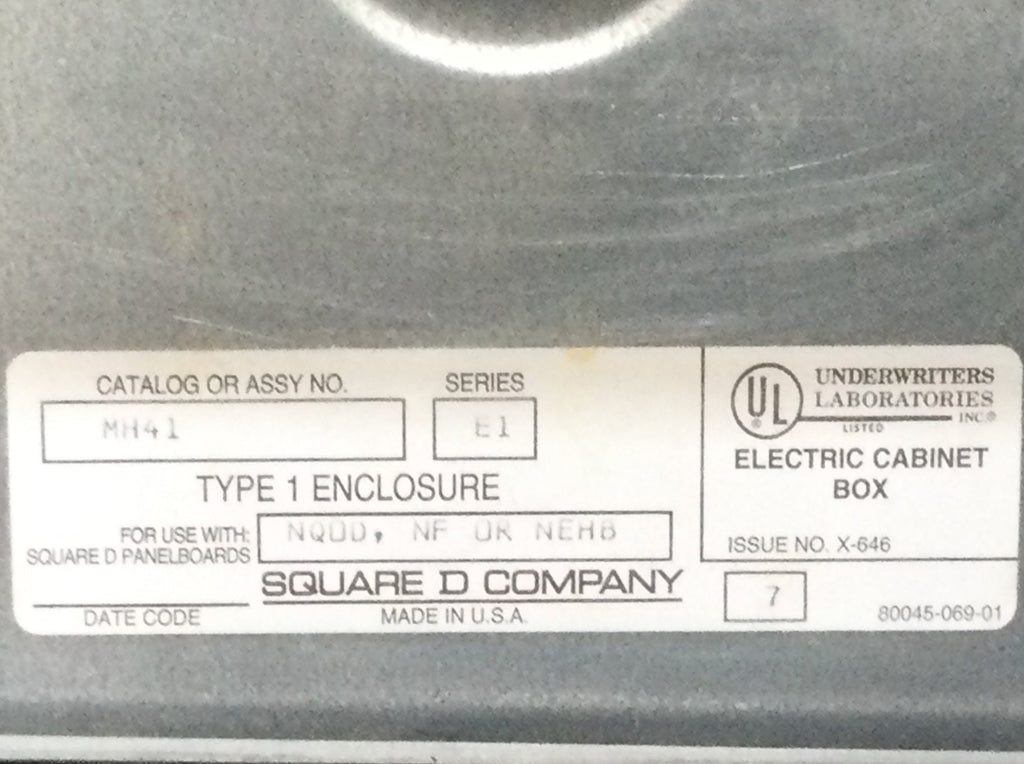 CATALOG OR ASSY NO. SERIES
MH41 E1
TYPE 1 ENCLOSURE
FOR USE WITH:
SQUARE D PANELBOARDS
NQOD, NF OR NEHB
SQUARE D COMPANY
DATE CODE
MADE IN U.S.A.
UL
®
UNDERWRITERS
LABORATORIES
INC.®
LISTED
ELECTRIC CABINET
BOX
ISSUE NO. X-646
7
80045-069-01